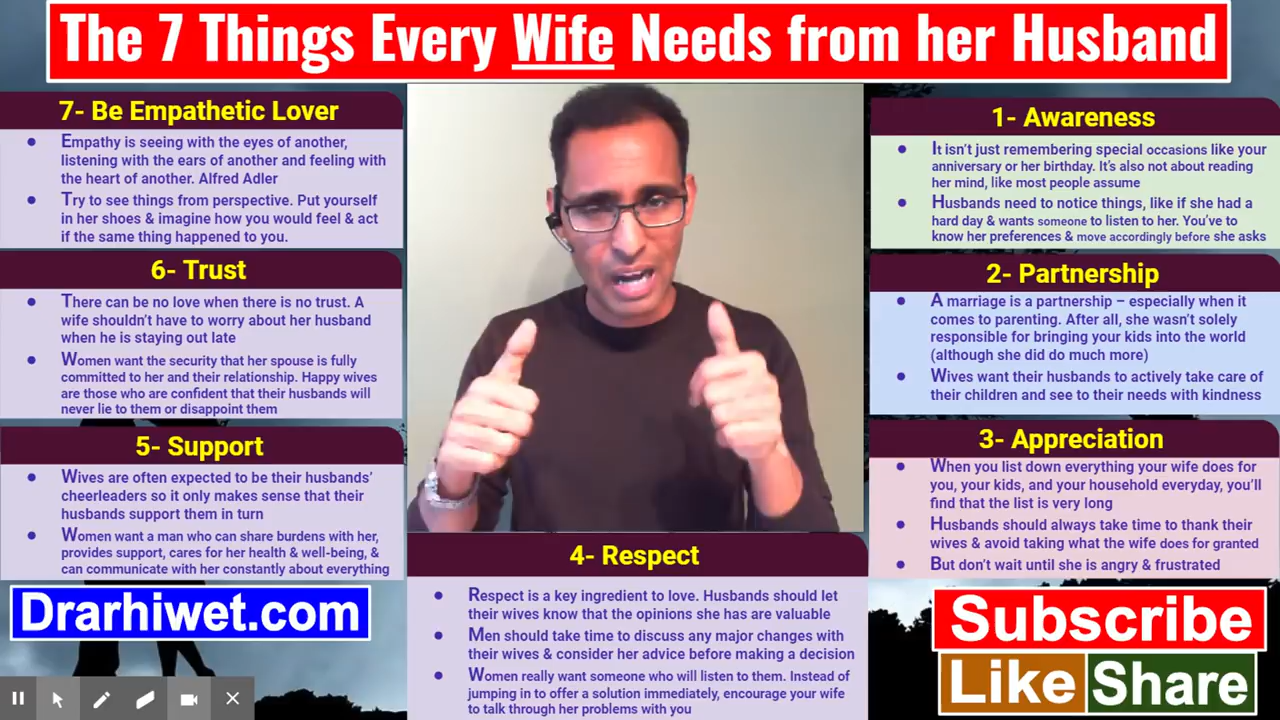 The 7 Things Every Wife Needs from her Husband
1- Awareness
● It isn't just remembering special occasions like your
anniversary or her birthday. It's also not about reading
her mind, like most people assume
● Husbands need to notice things, like if she had a
hard day & wants someone to listen to her. You've to
know her preferences & move accordingly before she asks
2- Partnership
● A marriage is a partnership – especially when it
comes to parenting. After all, she wasn't solely
responsible for bringing your kids into the world
(although she did do much more)
● Wives want their husbands to actively take care of
their children and see to their needs with kindness
3- Appreciation
● When you list down everything your wife does for
you, your kids, and your household everyday, you'll
find that the list is very long
● Husbands should always take time to thank their
wives & avoid taking what the wife does for granted
● But don't wait until she is angry & frustrated
4- Respect
● Respect is a key ingredient to love. Husbands should let
their wives know that the opinions she has are valuable
● Men should take time to discuss any major changes with
their wives & consider her advice before making a decision
● Women really want someone who will listen to them. Instead of
jumping in to offer a solution immediately, encourage your wife
to talk through her problems with you
5- Support
● Wives are often expected to be their husbands'
cheerleaders so it only makes sense that their
husbands support them in turn
● Women want a man who can share burdens with her,
provides support, cares for her health & well-being, &
can communicate with her constantly about everything
6- Trust
● There can be no love when there is no trust. A
wife shouldn't have to worry about her husband
when he is staying out late
● Women want the security that her spouse is fully
committed to her and their relationship. Happy wives
are those who are confident that their husbands will
never lie to them or disappoint them
7- Be Empathetic Lover
● Empathy is seeing with the eyes of another,
listening with the ears of another and feeling with
the heart of another. Alfred Adler
● Try to see things from perspective. Put yourself
in her shoes & imagine how you would feel & act
if the same thing happened to you.
Drarhiwet.com
Subscribe
Like Share